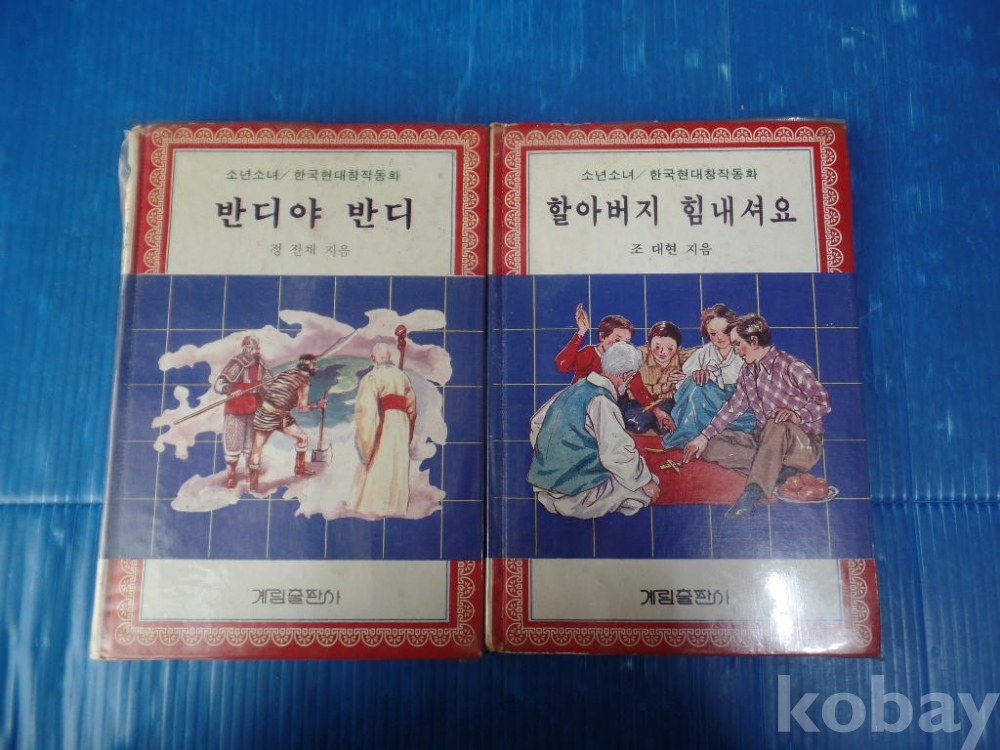 소년소녀/한국현대창작동화
반디야 반디
정 진채 지음
계림출판사
소년소녀/한국현대창작동화
할아버지 힘내셔요
조 대현 지음
계림출판사
kobay